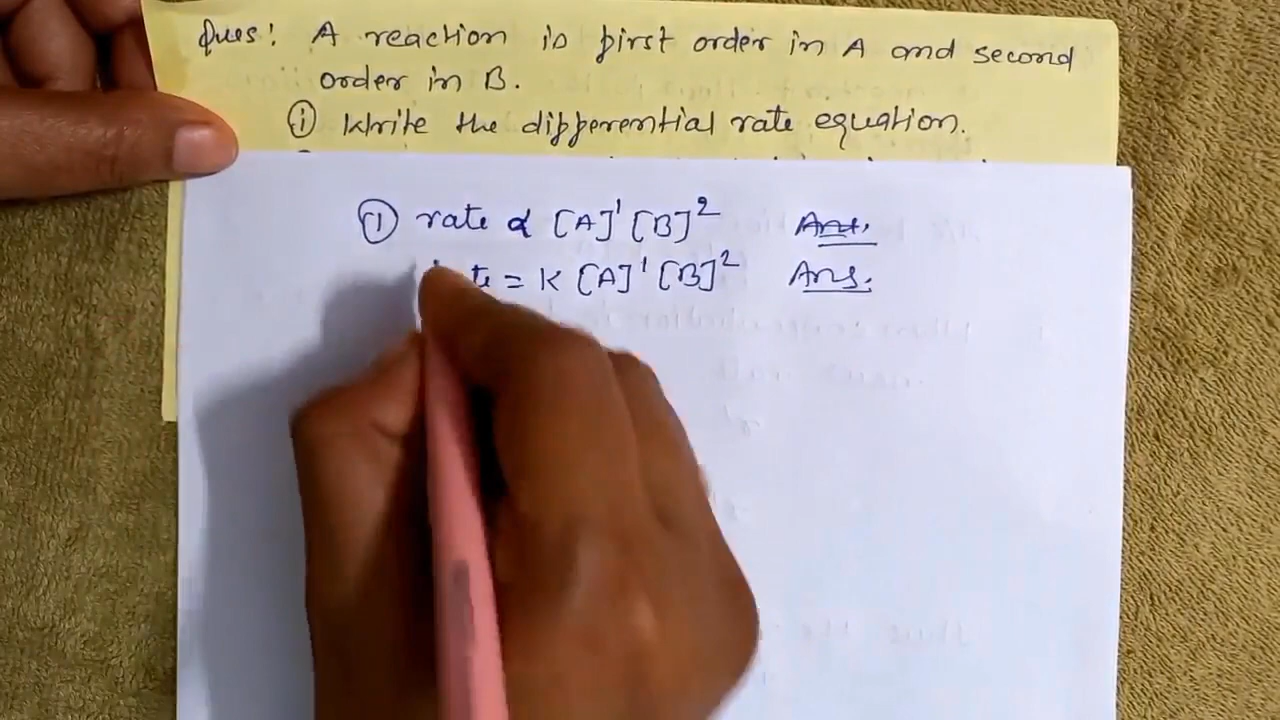 Ques: A reaction is first order in A and second
order in B.
(i) Write the differential rate equation.
(1) rate α [A]¹ [B]² Ans.
= K [A]¹ [B]² Ans.